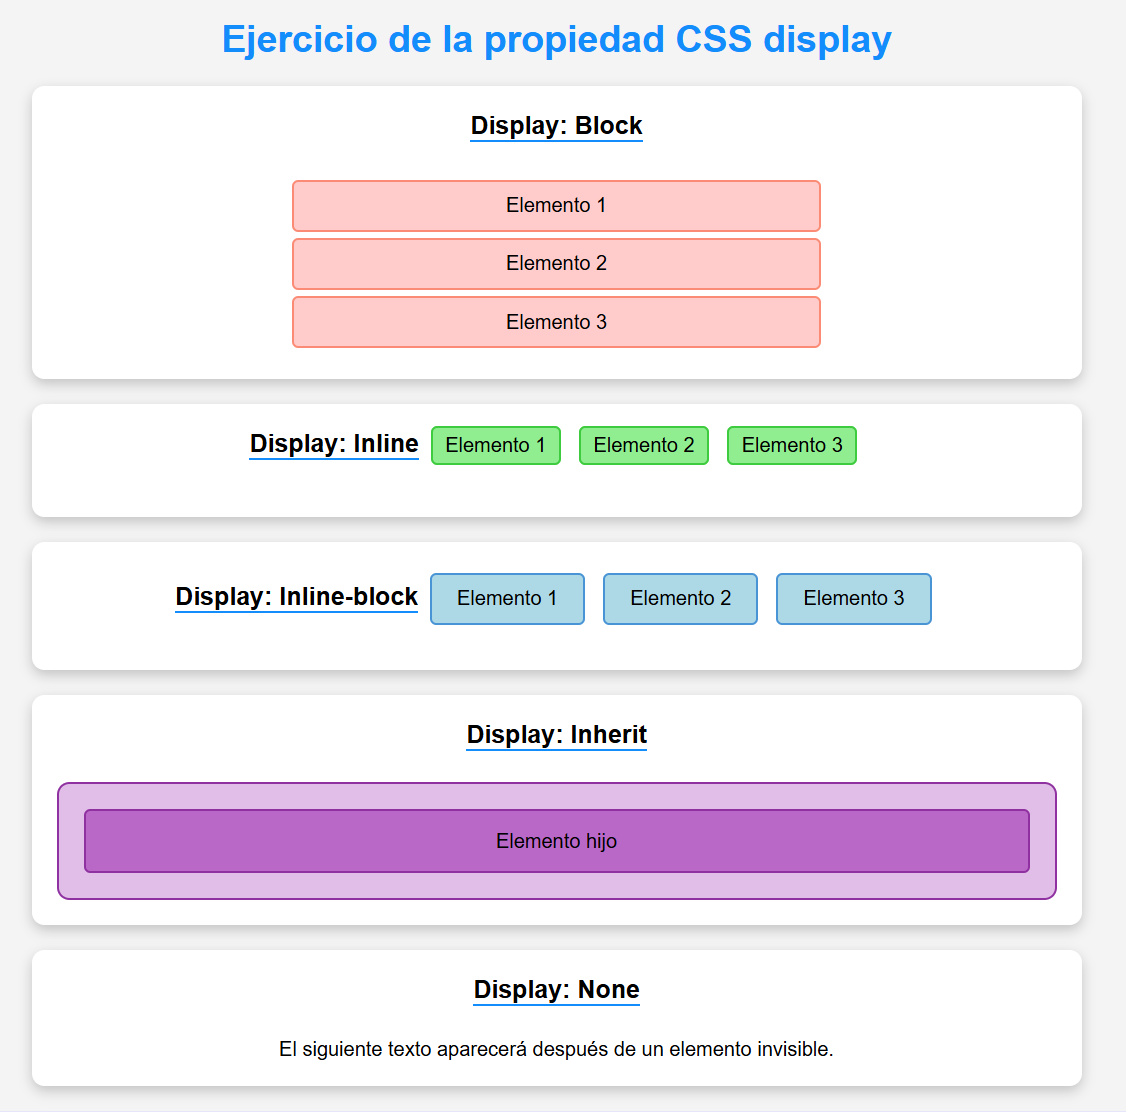 Ejercicio de la propiedad CSS display
Display: Block
Elemento 1
Elemento 2
Elemento 3
Display: Inline Elemento 1 Elemento 2 Elemento 3
Display: Inline-block Elemento 1 Elemento 2 Elemento 3
Display: Inherit
Elemento hijo
Display: None
El siguiente texto aparecerá después de un elemento invisible.